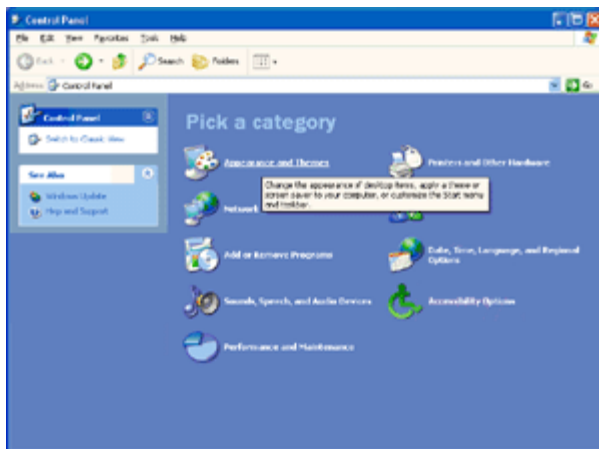 Control Panel
File Edit View Favorites Tools Help
Back Search Folders
Address Control Panel Go
Control Panel
Switch to Classic View
See Also
Windows Update
Help and Support
Pick a category
Appearance and Themes
Printers and Other Hardware
Change the appearance of desktop items, apply a theme or
screen saver to your computer, or customize the Start menu
and taskbar.
Network
Add or Remove Programs
Date, Time, Language, and Regional
Options
Sounds, Speech, and Audio Devices
Accessibility Options
Performance and Maintenance